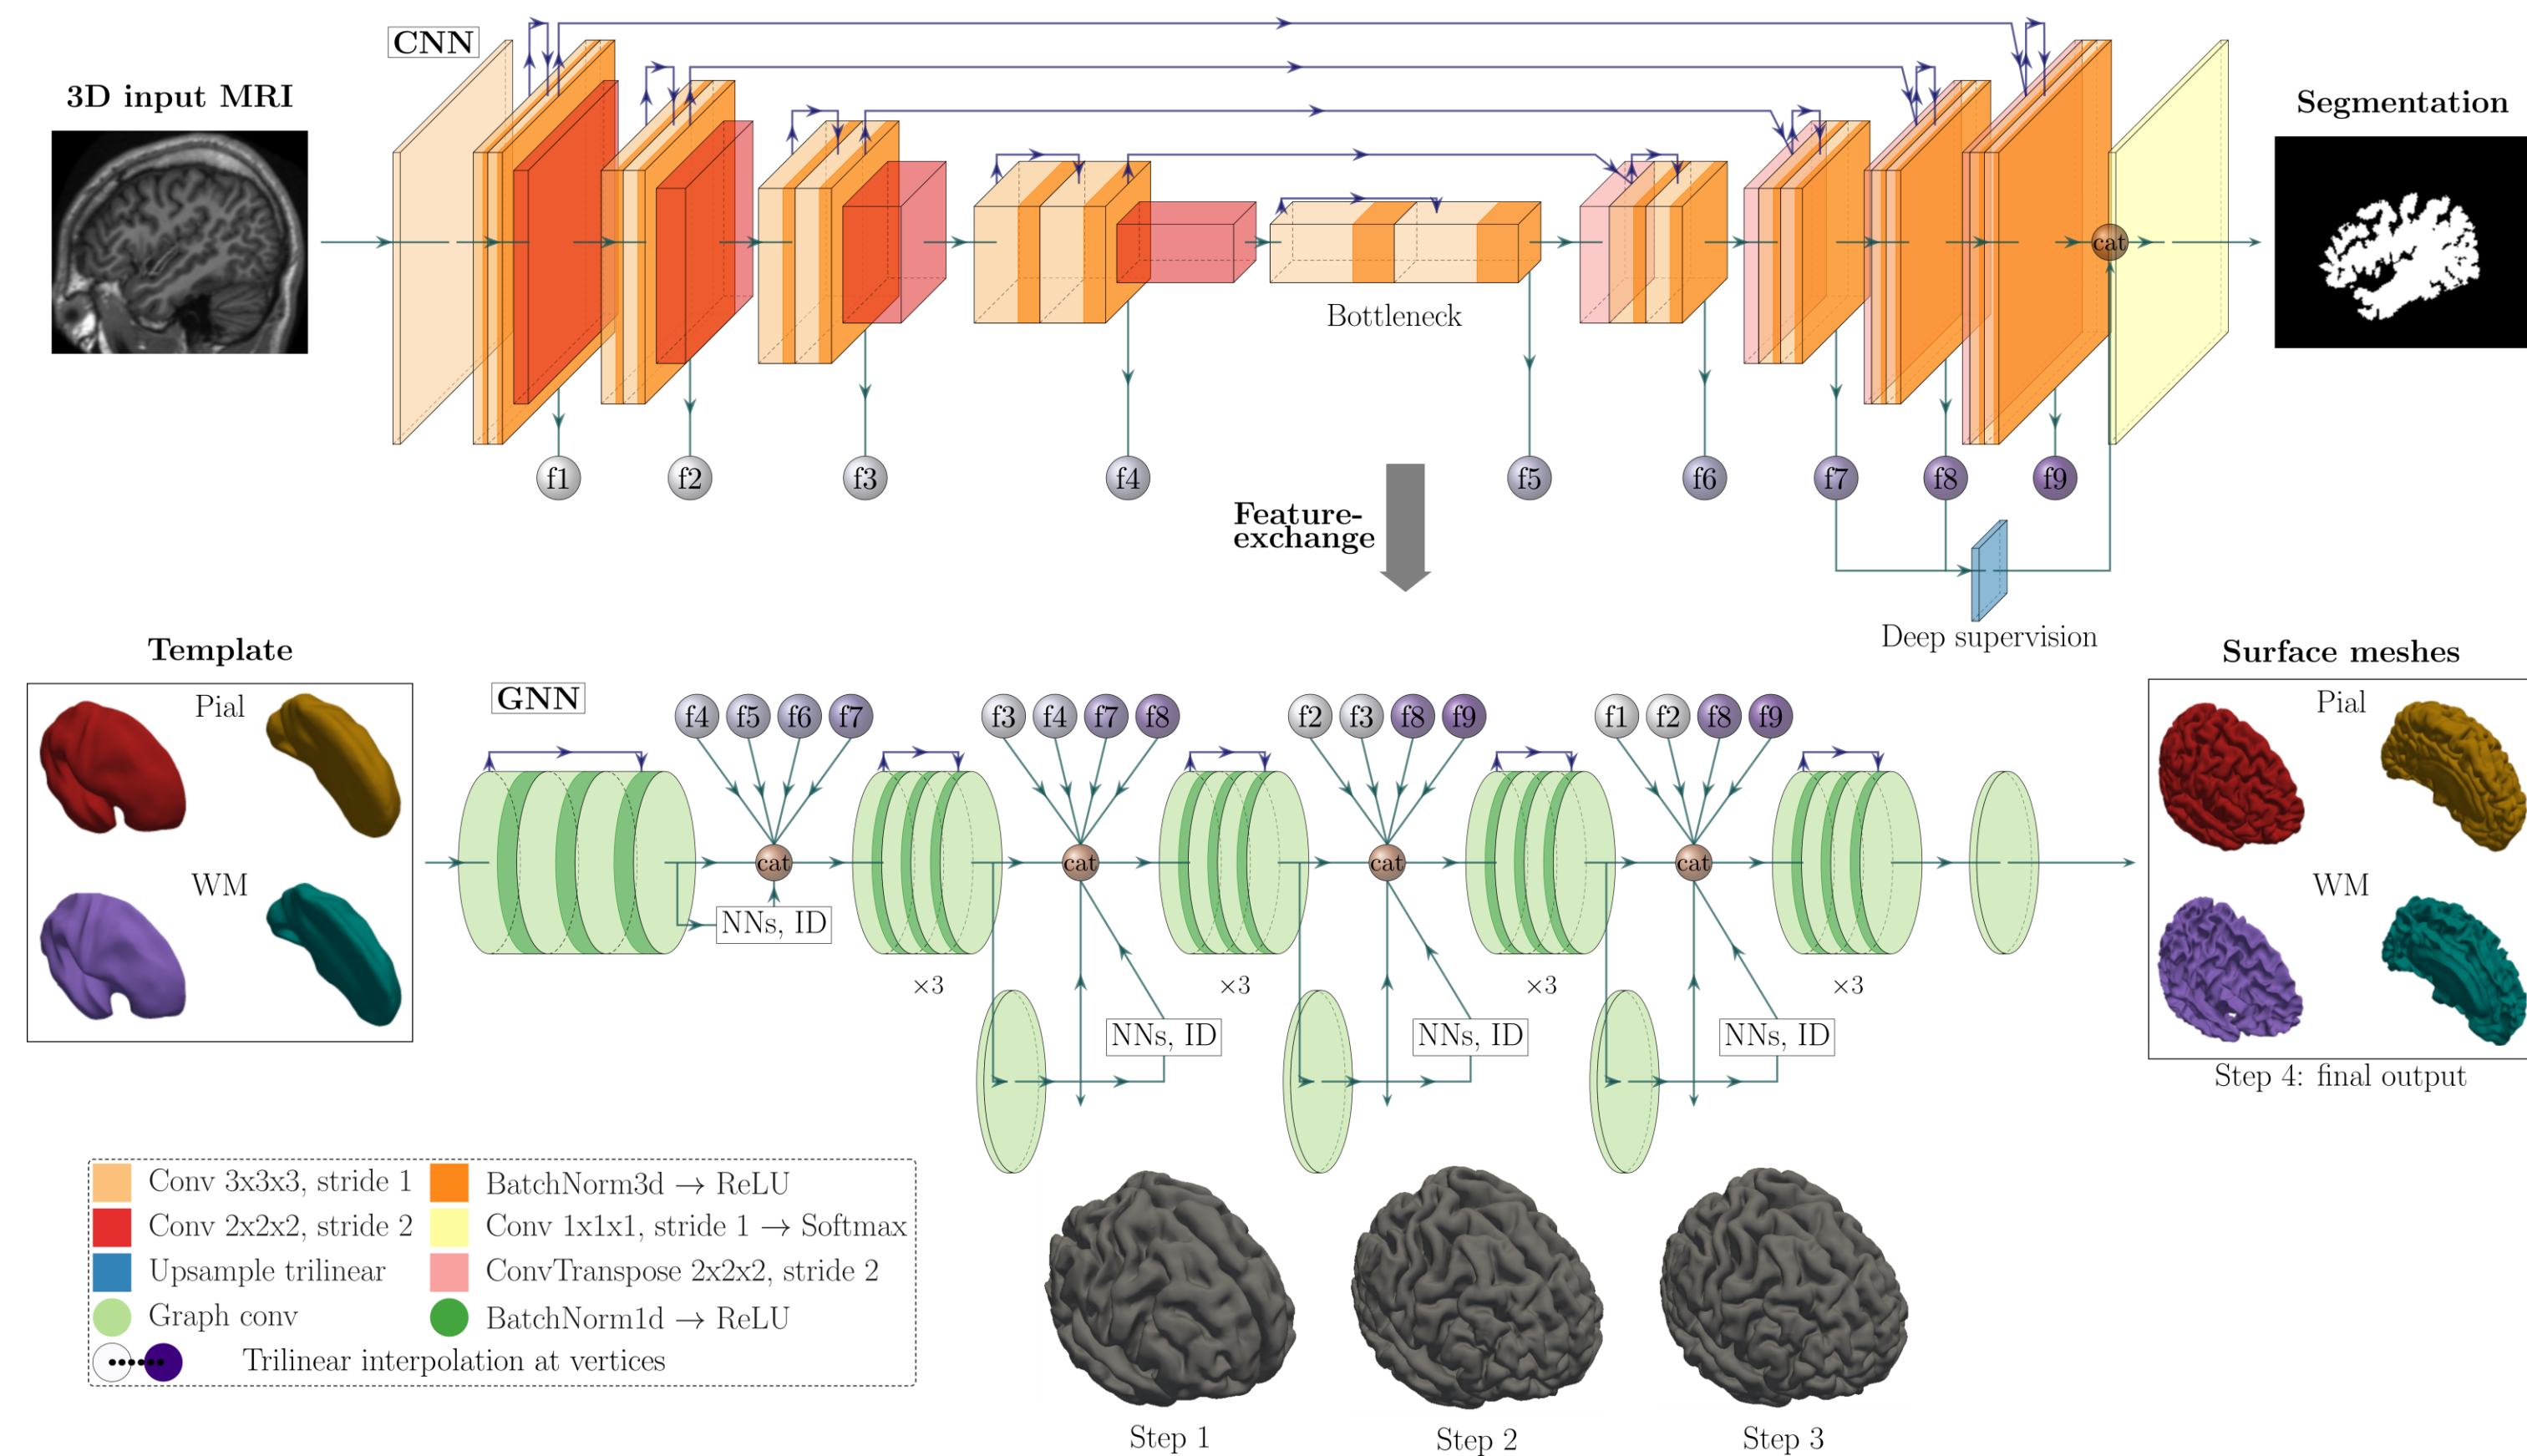 CNN
3D input MRI
Segmentation
cat
Bottleneck
f1 f2 f3 f4 f5 f6 f7 f8 f9
Feature-
exchange
Deep supervision
Template
Pial
WM
GNN
f4 f5 f6 f7
f3 f4 f7 f8
f2 f3 f8 f9
f1 f2 f8 f9
cat cat cat cat
NNs, ID
×3 ×3 ×3 ×3
NNs, ID NNs, ID NNs, ID
Surface meshes
Pial
WM
Step 4: final output
Conv 3x3x3, stride 1
BatchNorm3d → ReLU
Conv 2x2x2, stride 2
Conv 1x1x1, stride 1 → Softmax
Upsample trilinear
ConvTranspose 2x2x2, stride 2
Graph conv
BatchNorm1d → ReLU
Trilinear interpolation at vertices
Step 1
Step 2
Step 3